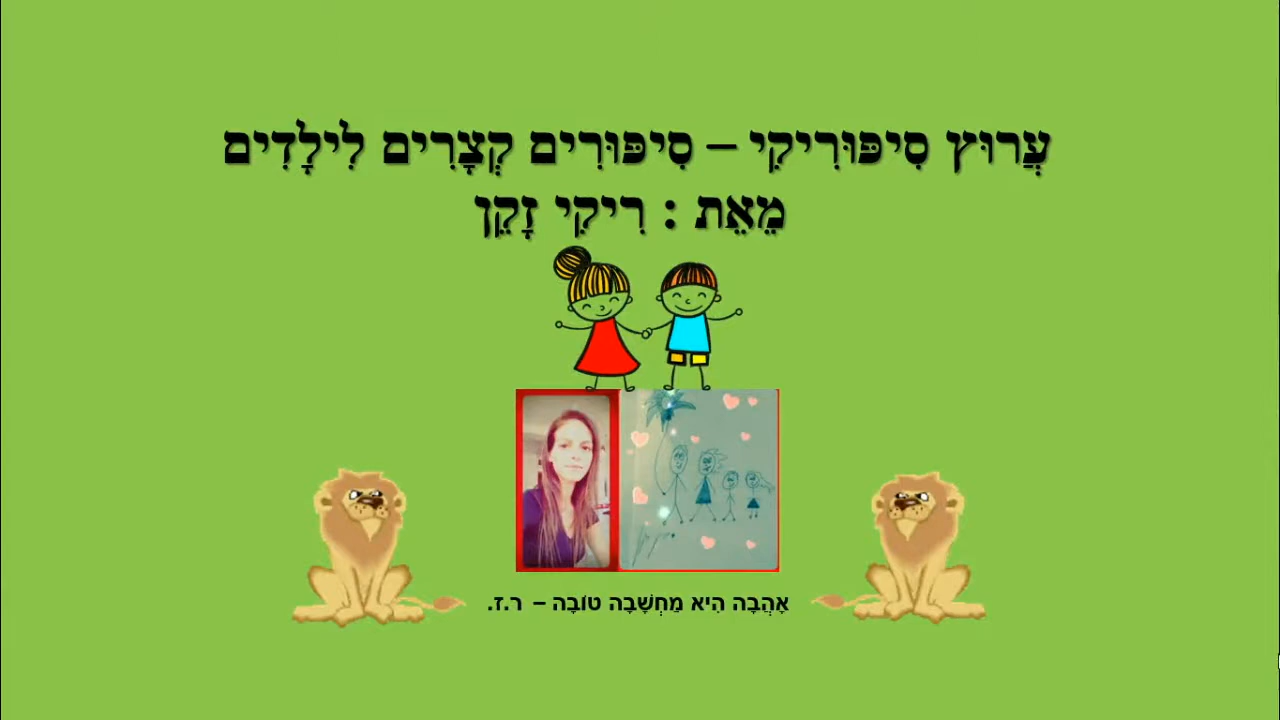 עֲרוּץ סִיפּוּרִיקִי – סִיפּוּרִים קְצָרִים לִילָדִים
מֵאֵת : רִיקִי זָקֵן
אָהֲבָה הִיא מַחְשָׁבָה טוֹבָה – ר.ז.